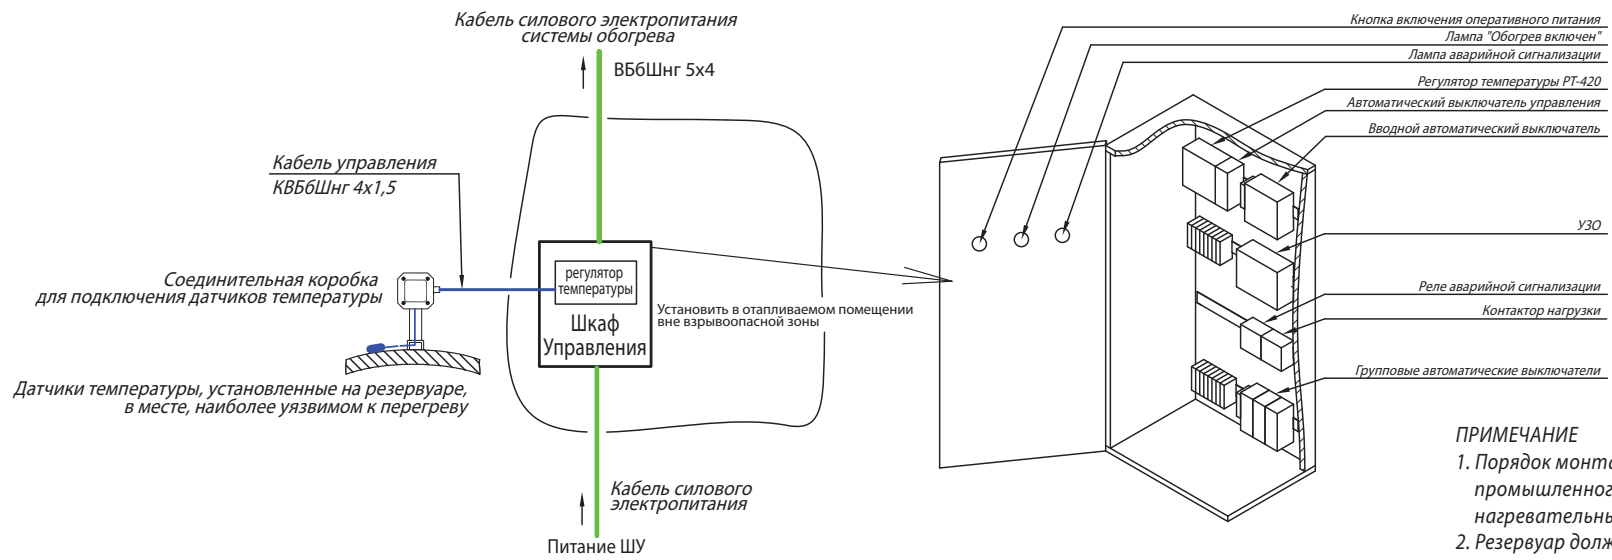 Кабель силового электропитания
системы обогрева
ВБбШнг 5х4
Кабель управления
КВБбШнг 4х1,5
Соединительная коробка
для подключения датчиков температуры
регулятор
температуры
Шкаф
Управления
Установить в отапливаемом помещении
вне взрывоопасной зоны
Датчики температуры, установленные на резервуаре,
в месте, наиболее уязвимом к перегреву
Кабель силового
электропитания
Питание ШУ
Кнопка включения оперативного питания
Лампа "Обогрев включен"
Лампа аварийной сигнализации
Регулятор температуры РТ-420
Автоматический выключатель управления
Вводной автоматический выключатель
УЗО
Реле аварийной сигнализации
Контактор нагрузки
Групповые автоматические выключатели
ПРИМЕЧАНИЕ
1. Порядок
промышленног
нагревательны
2. Резервуар долж